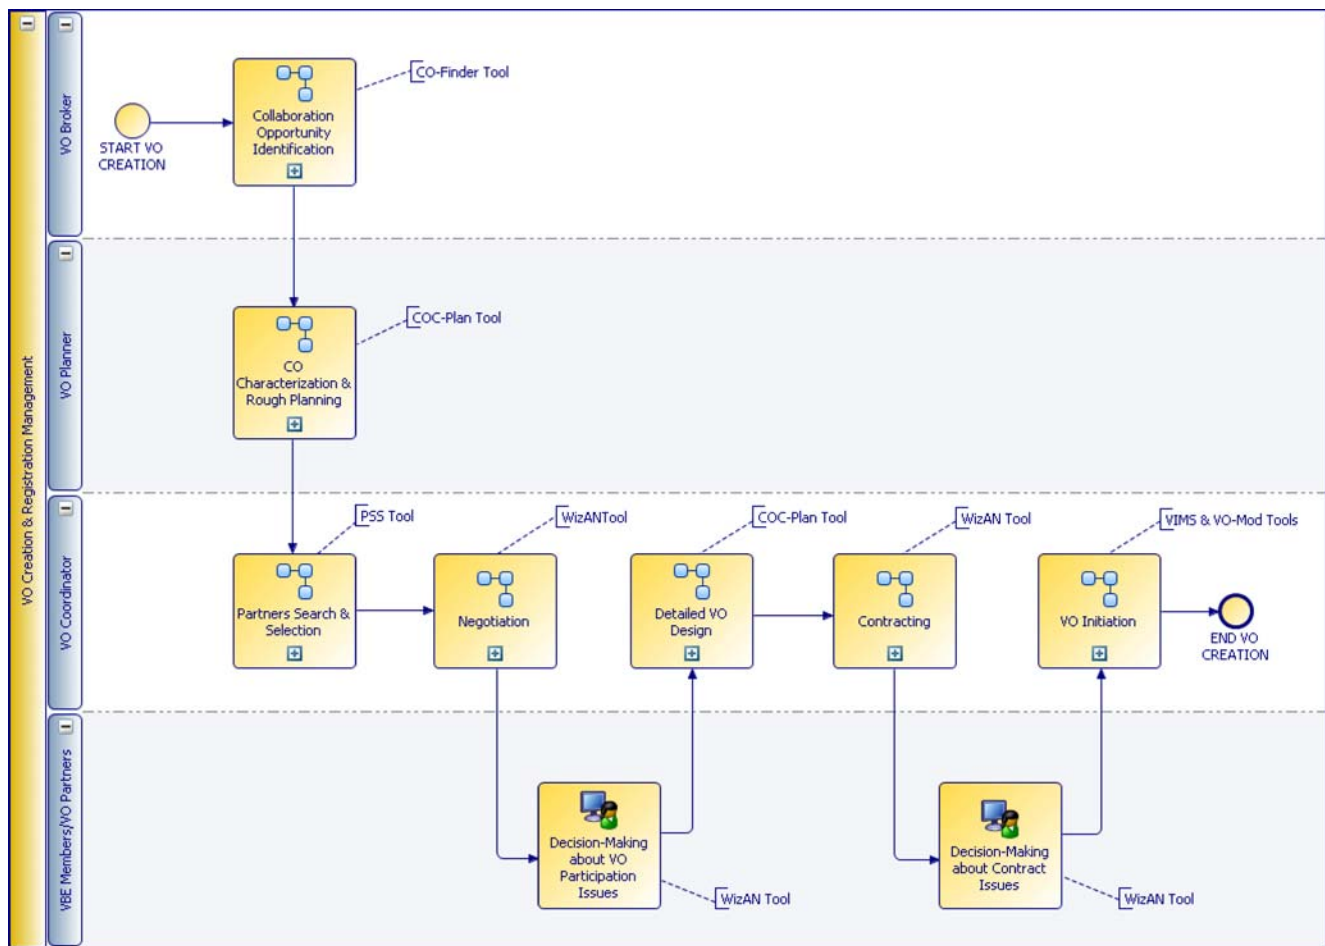 VO Creation & Registration Management
VO Broker
START VO
CREATION
Collaboration
Opportunity
Identification
CO-Finder Tool
VO Planner
CO
Characterization &
Rough Planning
COC-Plan Tool
VO Coordinator
PSS Tool
WizANTool
COC-Plan Tool
WizAN Tool
VIMS & VO-Mod Tools
Partners Search &
Selection
Negotiation
Detailed VO
Design
Contracting
VO Initiation
END VO
CREATION
VBE Members/VO Partners
Decision-Making
about VO
Participation
Issues
WizAN Tool
Decision-Making
about Contract
Issues
WizAN Tool